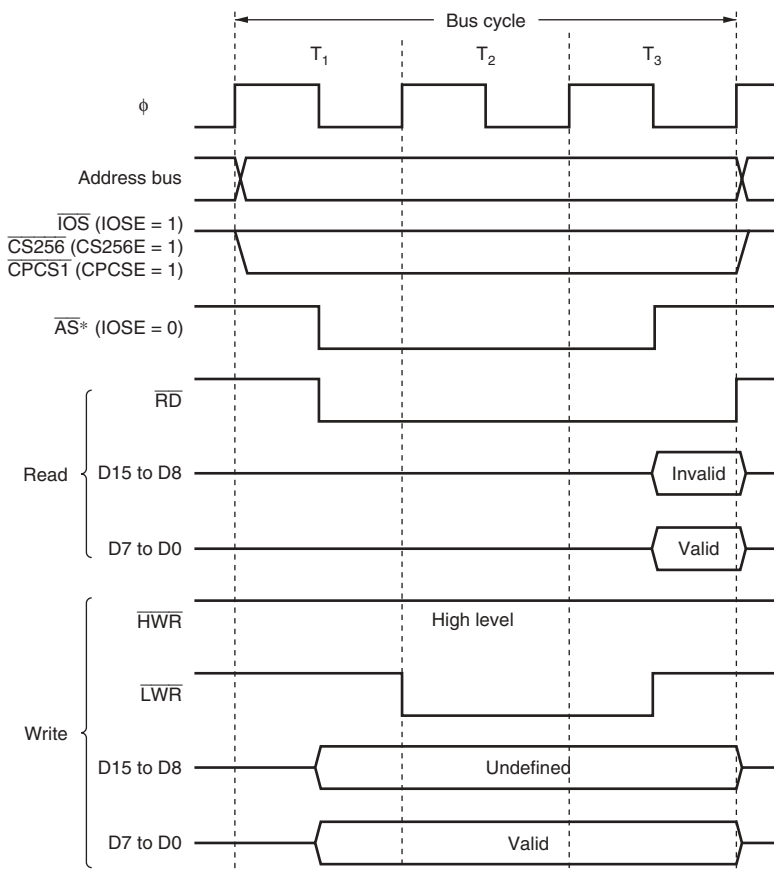 Bus cycle
T1 T2 T3
ϕ
Address bus
IOS (IOSE = 1)
CS256 (CS256E = 1)
CPCS1 (CPCSE = 1)
AS* (IOSE = 0)
RD
Read
D15 to D8
Invalid
D7 to D0
Valid
HWR
High level
LWR
Write
D15 to D8
Undefined
D7 to D0
Valid